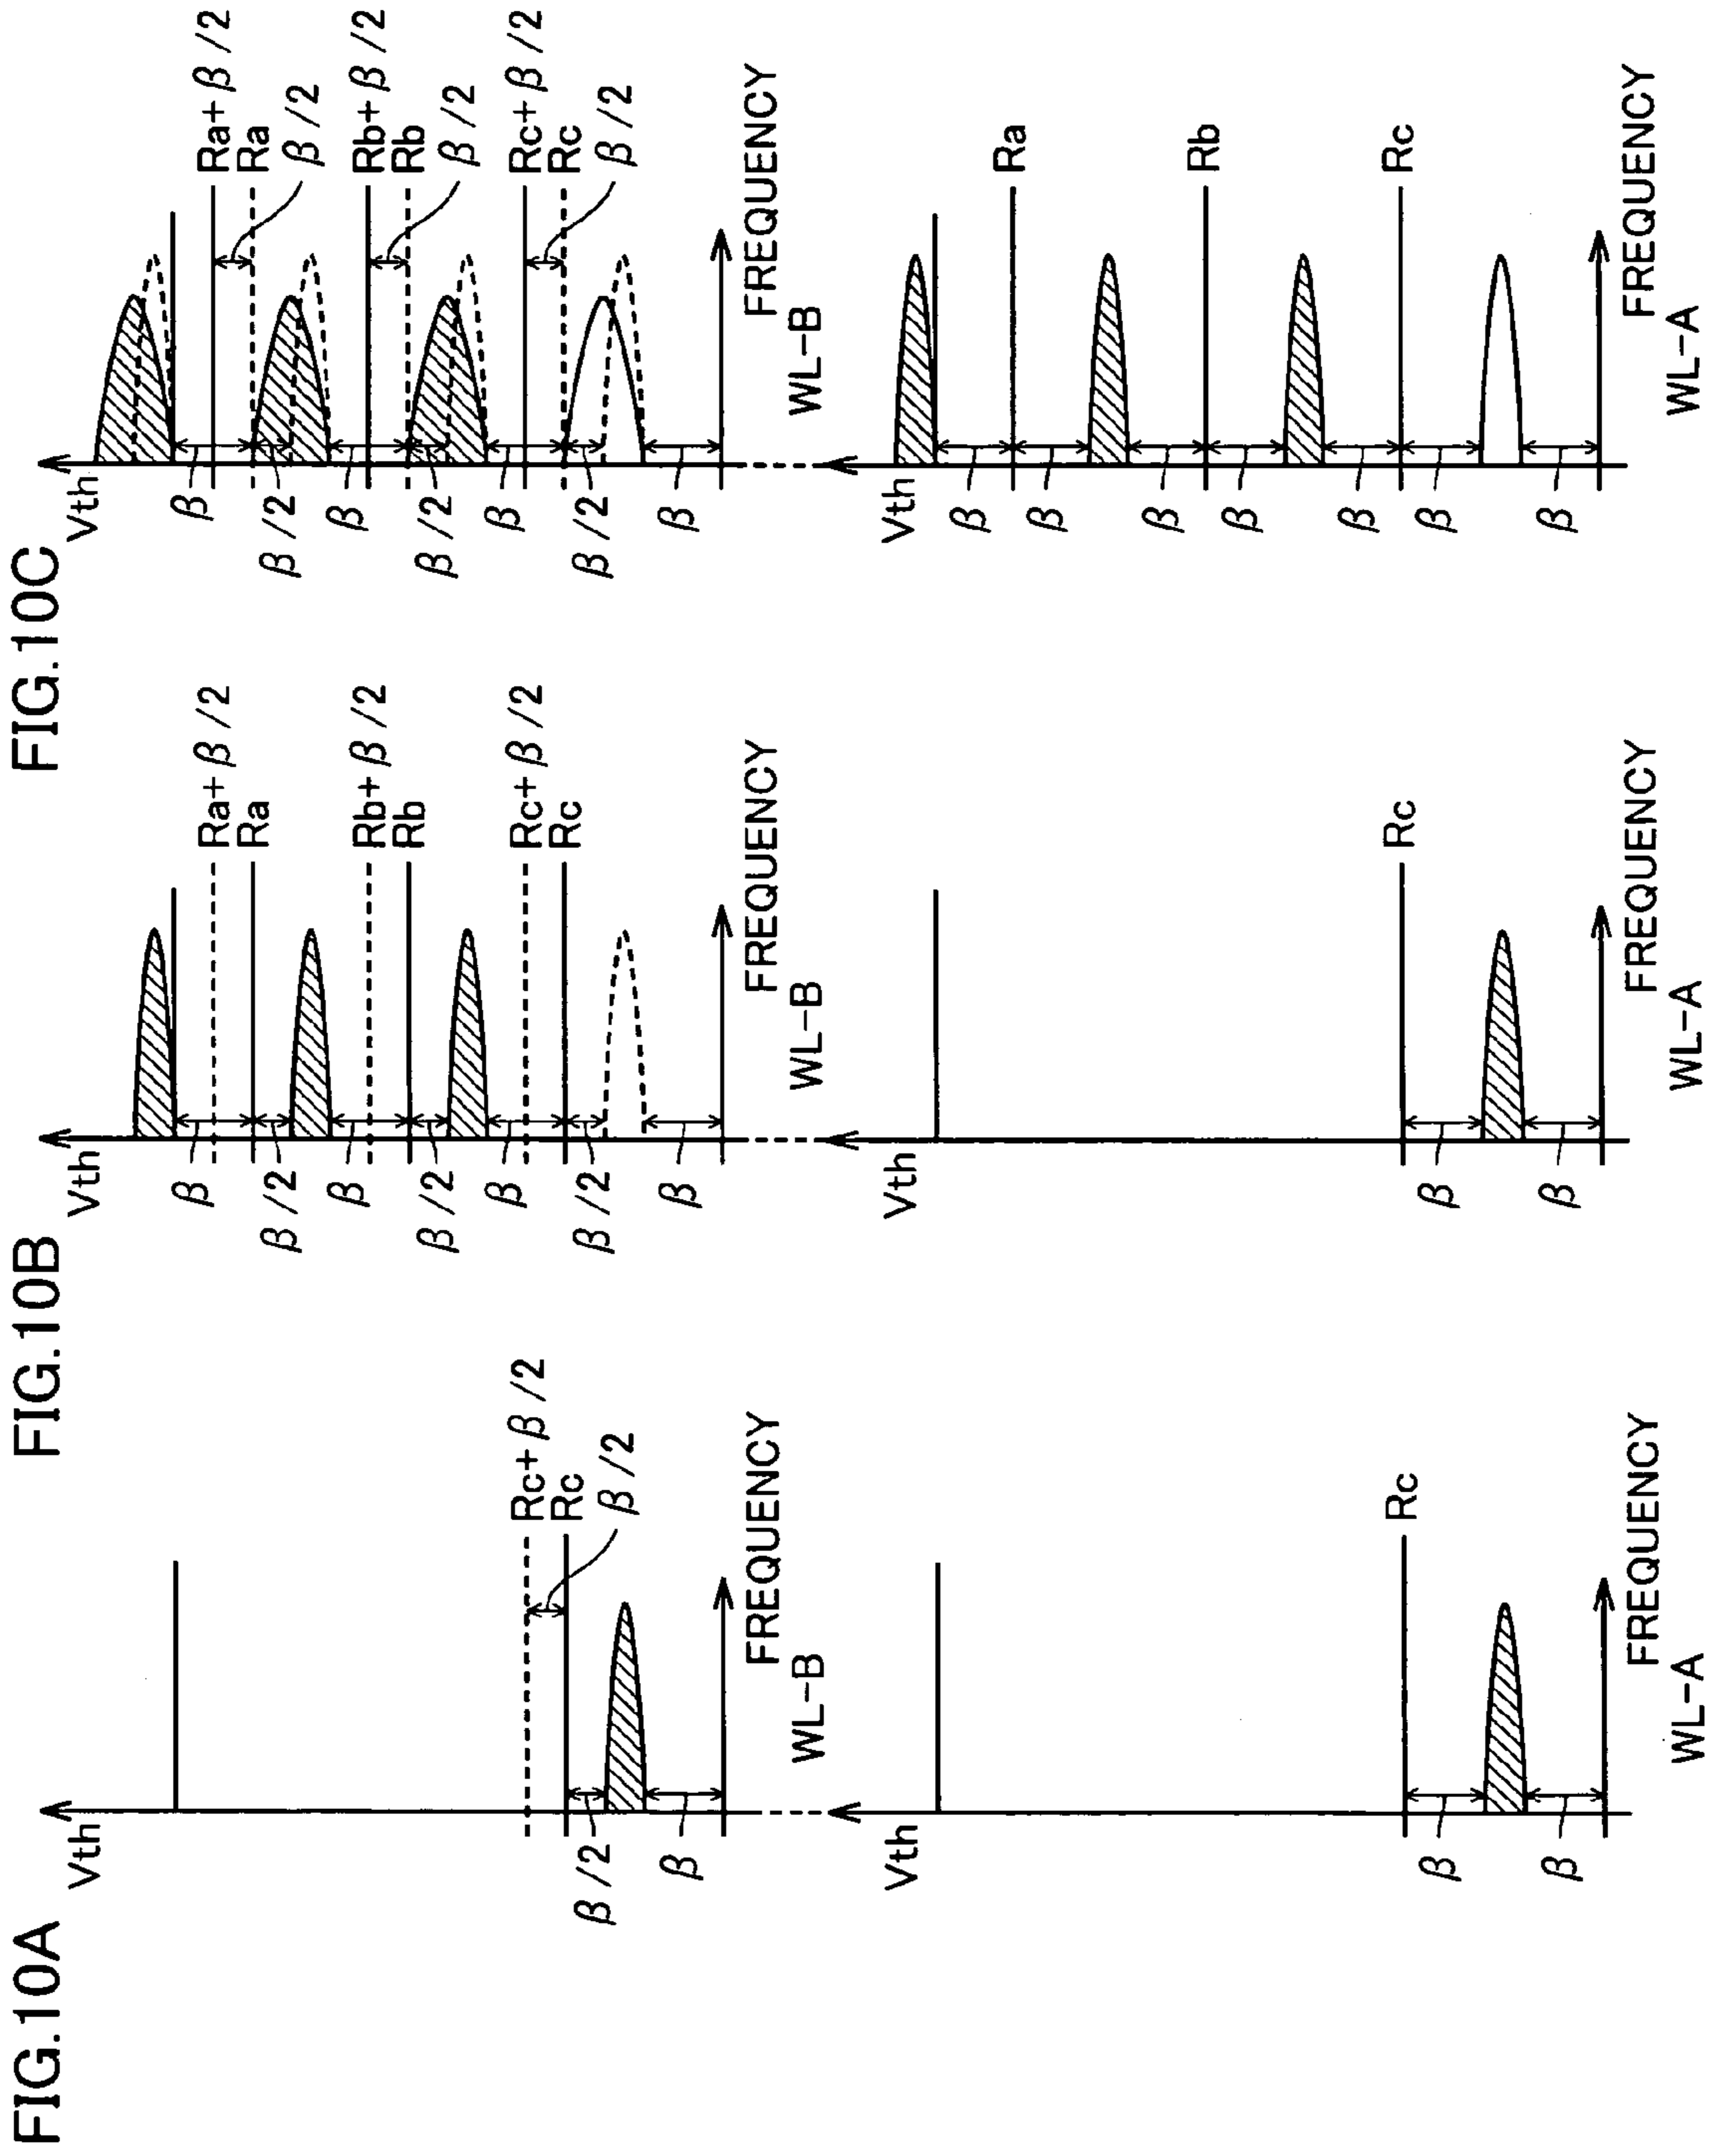 FIG.10A
Vth
Rc+β/2
Rc
β/2
β/2
β
FREQUENCY
WL-B
Vth
Rc
β
β
FREQUENCY
WL-A
FIG.10B
Vth
Ra+β/2
Ra
Rb+β/2
Rb
Rc+β/2
Rc
β
β/2
β
β/2
β
β/2
β
FREQUENCY
WL-B
Vth
Rc
β
β
FREQUENCY
WL-A
FIG.10C
Vth
Ra+β/2
Ra
β/2
Rb+β/2
Rb
β/2
Rc+β/2
Rc
β/2
β
β/2
β
β/2
β
β/2
β
FREQUENCY
WL-B
Vth
Ra
Rb
Rc
β
β
β
β
β
β
β
FREQUENCY
WL-A